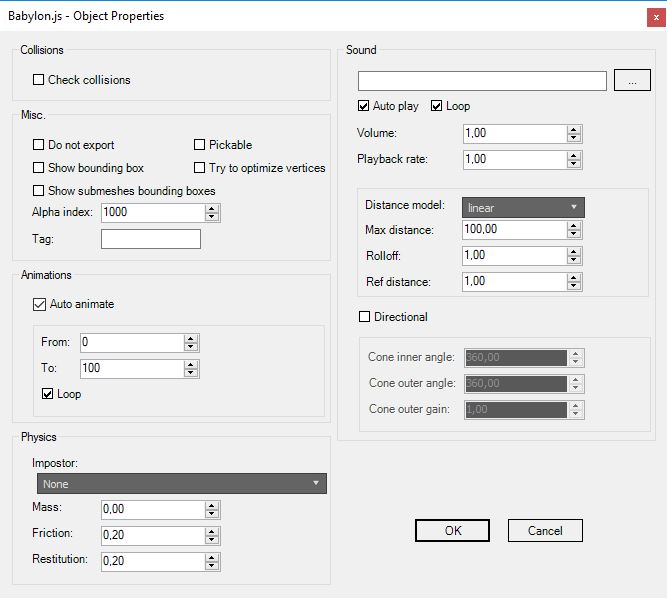 Babylon.js - Object Properties
x
Collisions
Check collisions
Misc.
Do not export
Pickable
Show bounding box
Try to optimize vertices
Show submeshes bounding boxes
Alpha index: 1000
Tag:
Animations
Auto animate
From: 0
To: 100
Loop
Physics
Impostor:
None
Mass: 0,00
Friction: 0,20
Restitution: 0,20
Sound
...
Auto play
Loop
Volume: 1,00
Playback rate: 1,00
Distance model: linear
Max distance: 100,00
Rolloff: 1,00
Ref distance: 1,00
Directional
Cone inner angle: 360,00
Cone outer angle: 360,00
Cone outer gain: 1,00
OK
Cancel